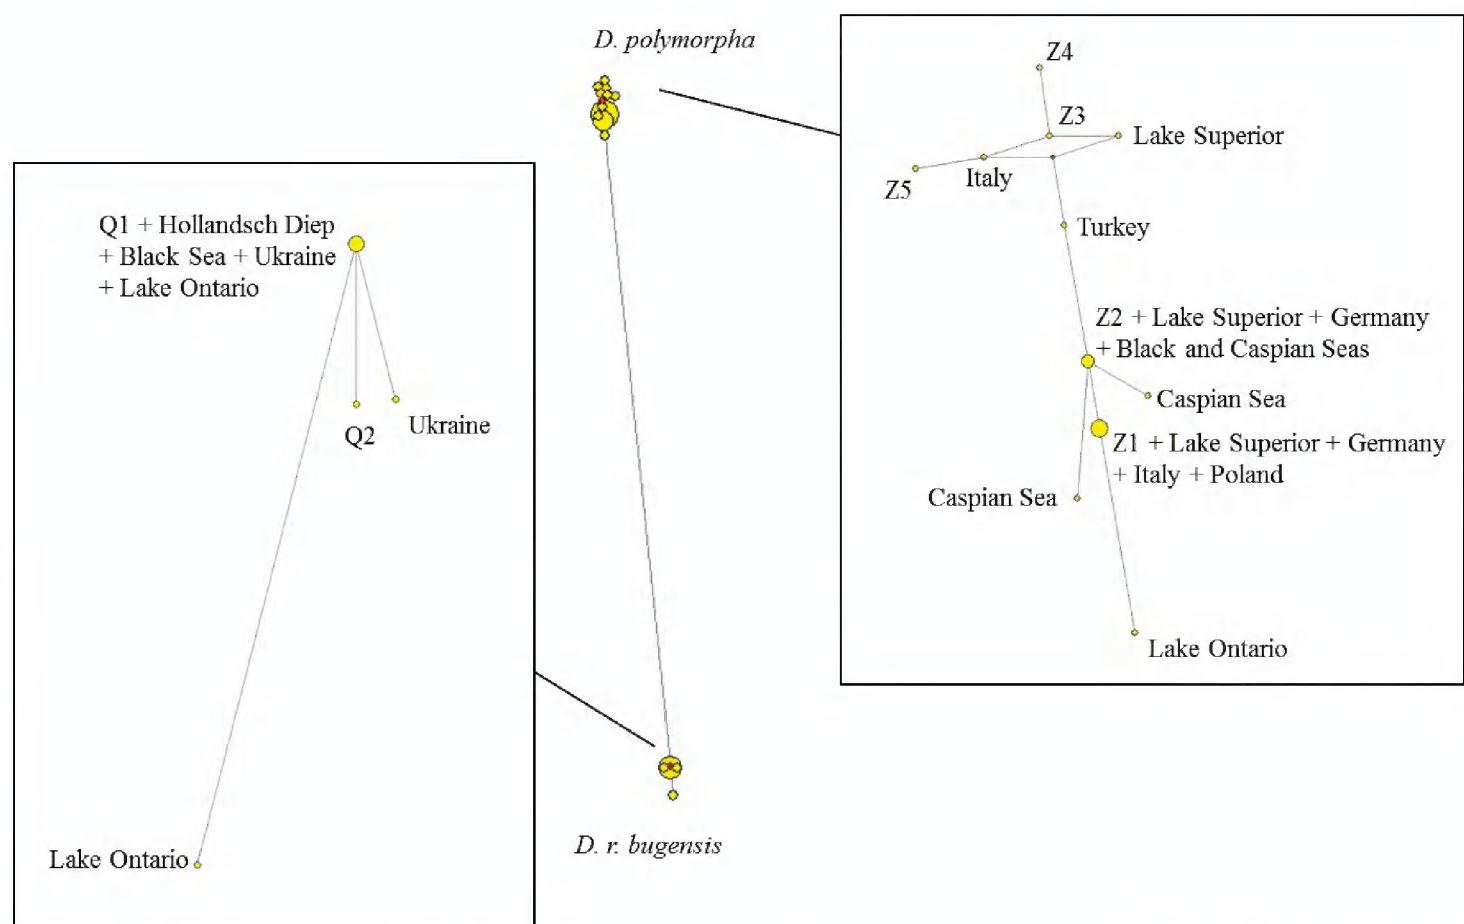 D. polymorpha
Z4
Z3
Lake Superior
Z5
Italy
Turkey
Z2 + Lake Superior + Germany
+ Black and Caspian Seas
Caspian Sea
Z1 + Lake Superior + Germany
+ Italy + Poland
Caspian Sea
Lake Ontario
Q1 + Hollandsch Diep
+ Black Sea + Ukraine
+ Lake Ontario
Q2
Ukraine
Lake Ontario
D. r. bugensis